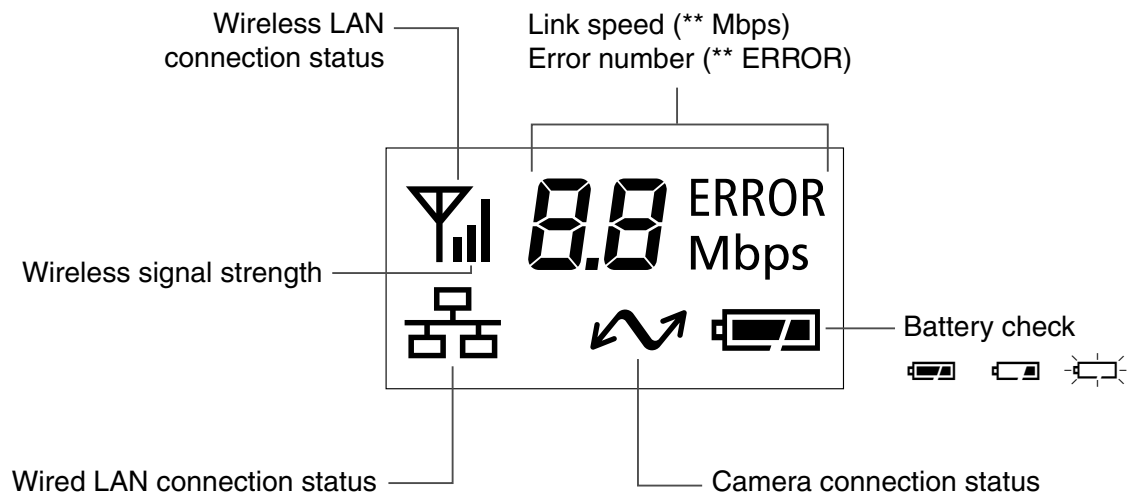 Wireless LAN
connection status
Link speed (** Mbps)
Error number (** ERROR)
8.8 ERROR
Mbps
Wireless signal strength
Battery check
Wired LAN connection status
Camera connection status